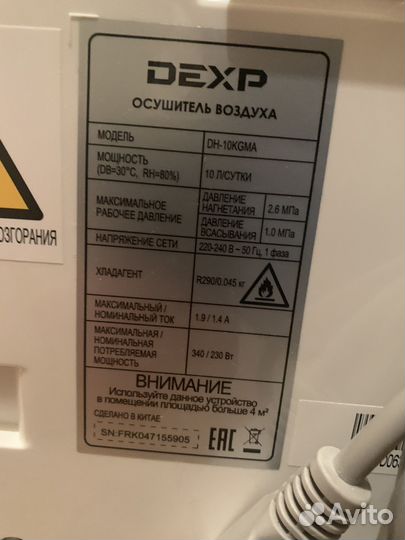 DEXP
ОСУШИТЕЛЬ ВОЗДУХА
МОДЕЛЬ DH-10KGMA
МОЩНОСТЬ
(DB=30°C, RH=80%) 10 Л/СУТКИ
МАКСИМАЛЬНОЕ
РАБОЧЕЕ ДАВЛЕНИЕ
ДАВЛЕНИЕ
НАГНЕТАНИЯ 2.6 МПа
ДАВЛЕНИЕ
ВСАСЫВАНИЯ 1.0 МПа
НАПРЯЖЕНИЕ СЕТИ 220-240 В ~ 50 Гц, 1 фаза
ХЛАДАГЕНТ R290/0.045 кг
МАКСИМАЛЬНЫЙ /
НОМИНАЛЬНЫЙ ТОК 1.9 / 1.4 А
МАКСИМАЛЬНАЯ /
НОМИНАЛЬНАЯ
ПОТРЕБЛЯЕМАЯ
МОЩНОСТЬ 340 / 230 Вт
ВНИМАНИЕ
Используйте данное устройство
в помещении площадью больше 4 м²
СДЕЛАНО В КИТАЕ
SN:FRK047155905
EAC
ОЗГОРАНИЯ
Avito